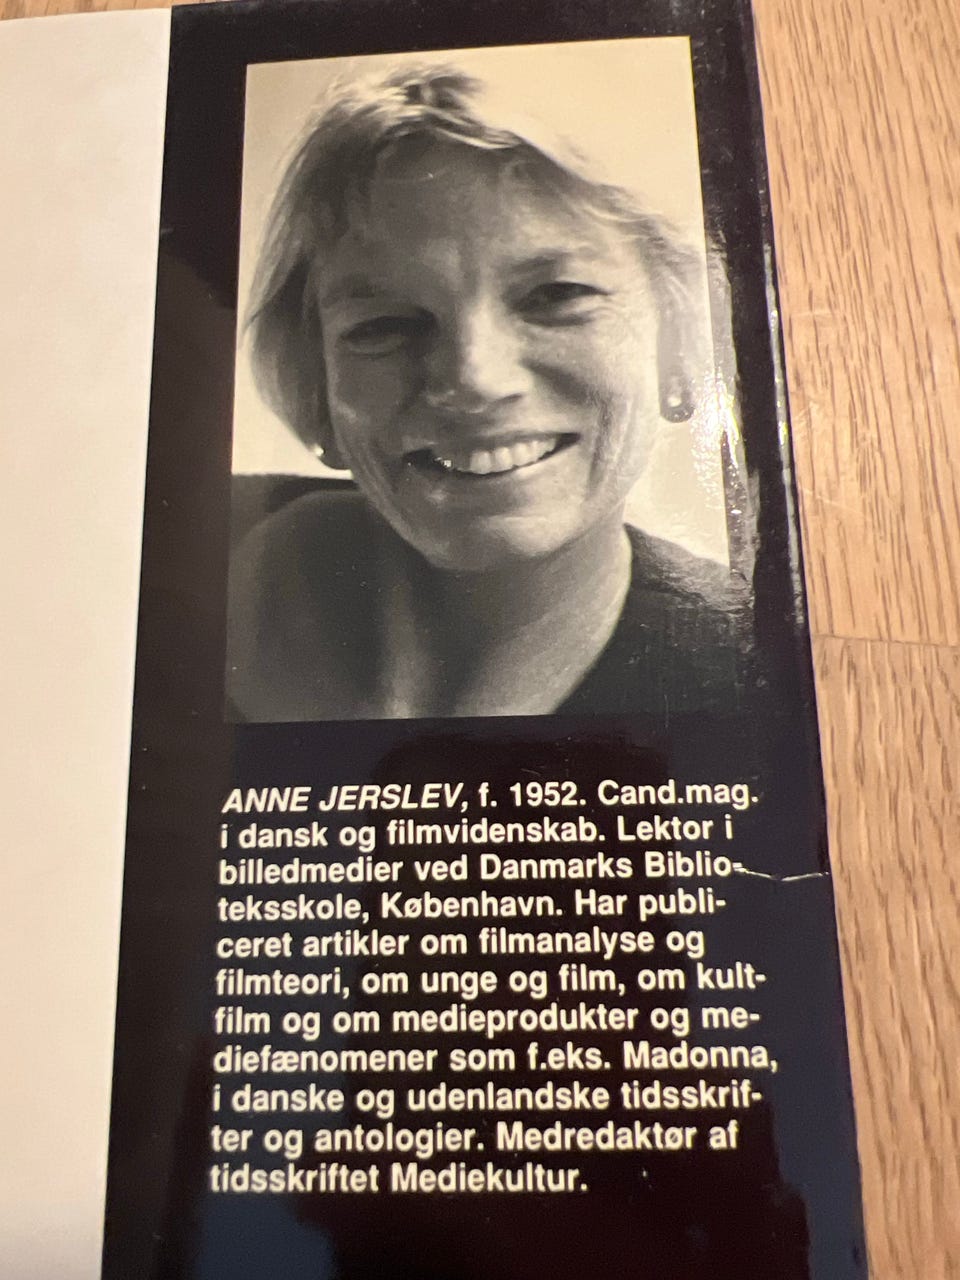 ANNE JERSLEV, f. 1952. Cand.mag.
i dansk og filmvidenskab. Lektor i
billedmedier ved Danmarks Biblio-
teksskole, København. Har publi-
ceret artikler om filmanalyse og
filmteori, om unge og film, om kult-
film og om medieprodukter og me-
diefænomener som f.eks. Madonna,
i danske og udenlandske tidsskrif-
ter og antologier. Medredaktør af
tidsskriftet Mediekultur.